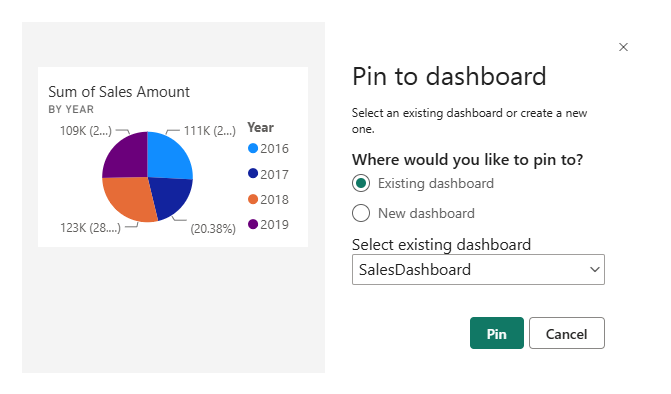 Sum of Sales Amount
BY YEAR
109K (2...)
111K (2...)
123K (28....)
(20.38%)
Year
2016
2017
2018
2019
Pin to dashboard
Select an existing dashboard or create a new
one.
Where would you like to pin to?
Existing dashboard
New dashboard
Select existing dashboard
SalesDashboard
Pin
Cancel